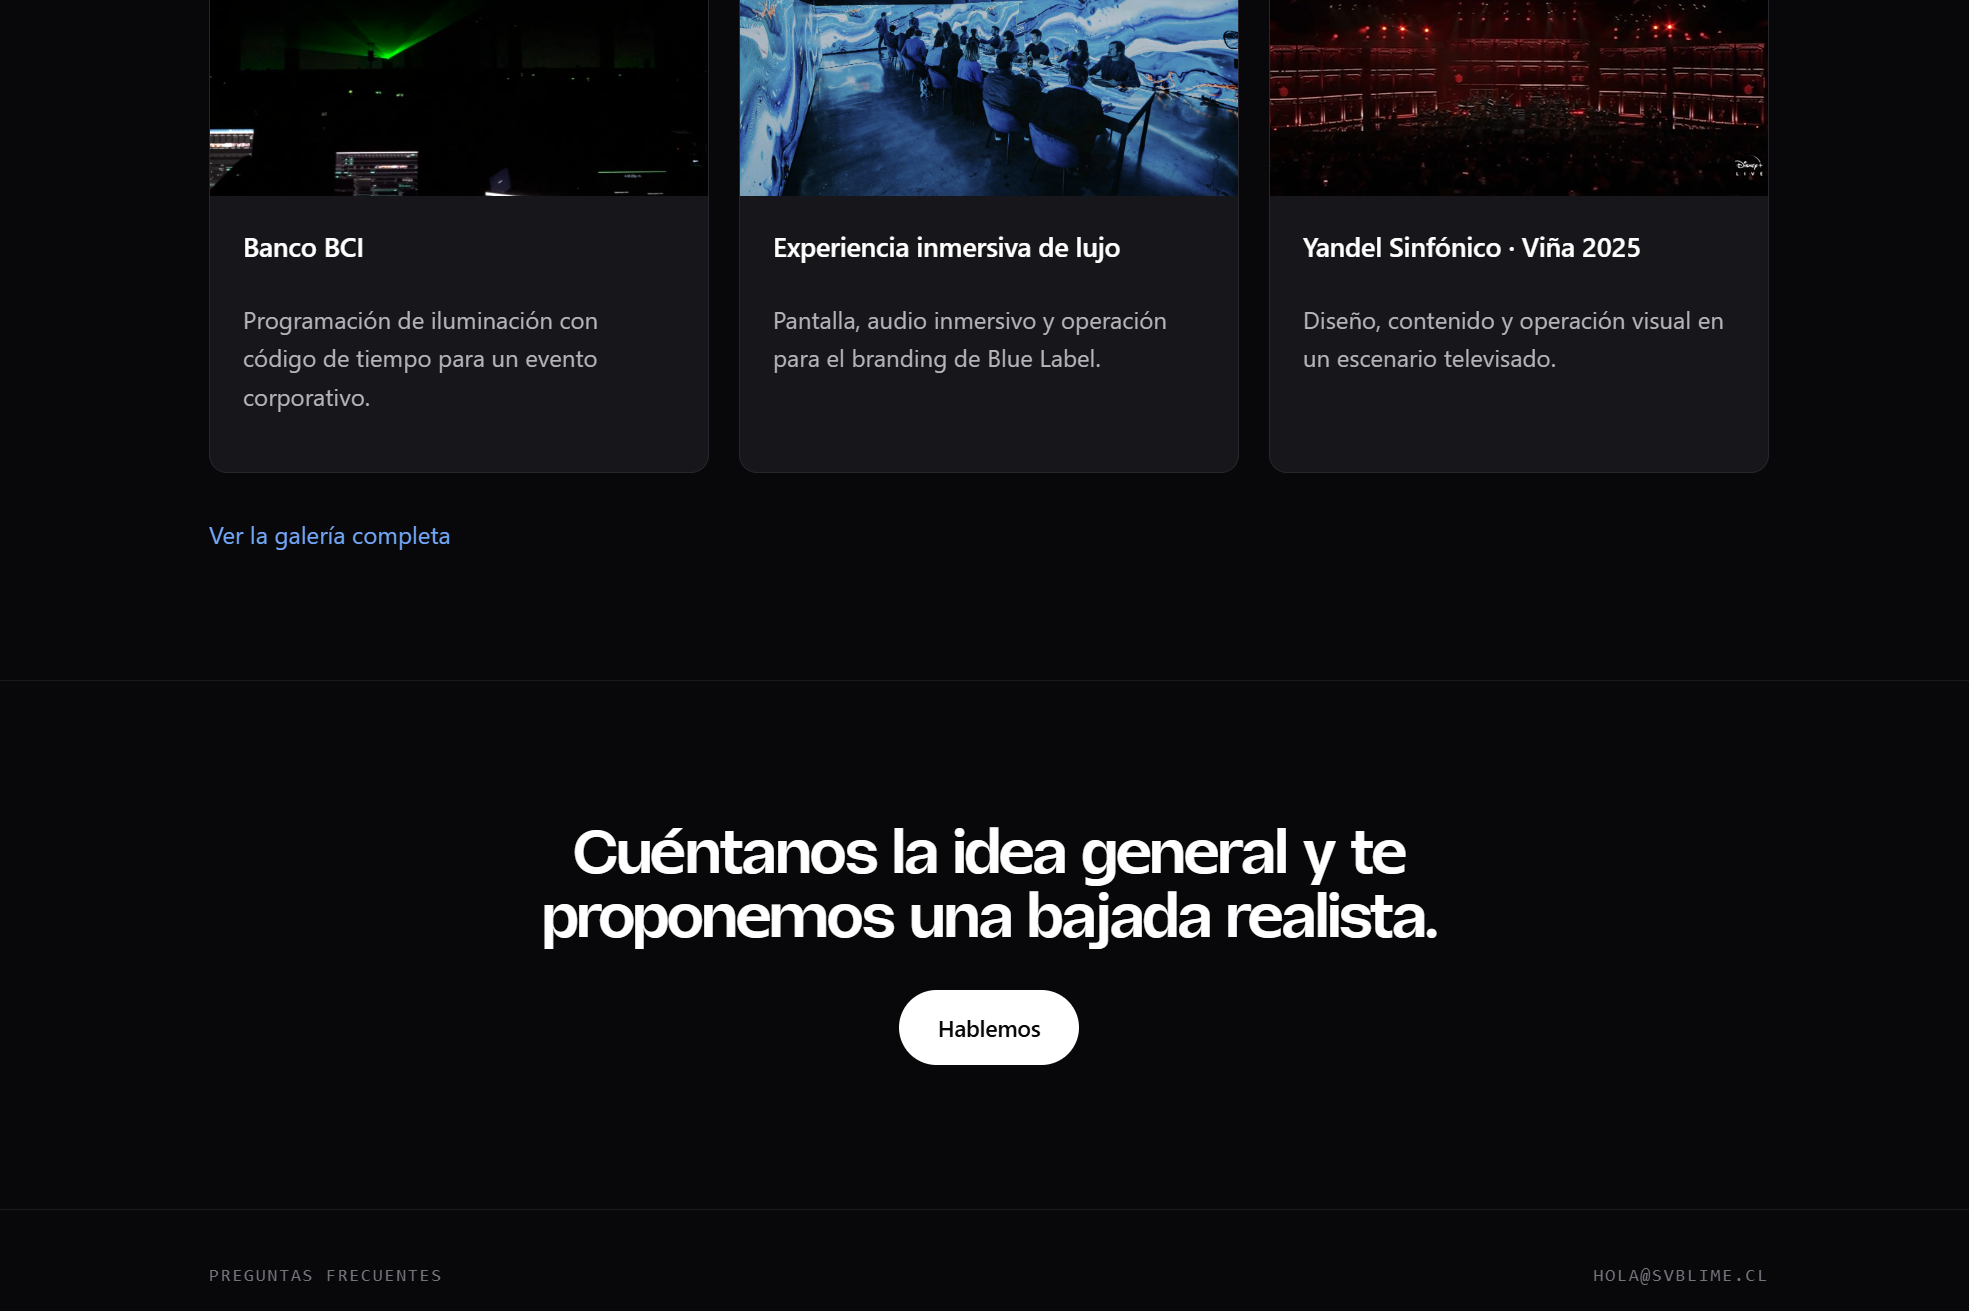 Disney+
LIVE
Banco BCI
Programación de iluminación con
código de tiempo para un evento
corporativo.
Experiencia inmersiva de lujo
Pantalla, audio inmersivo y operación
para el branding de Blue Label.
Yandel Sinfónico · Viña 2025
Diseño, contenido y operación visual en
un escenario televisado.
Ver la galería completa
Cuéntanos la idea general y te
proponemos una bajada realista.
Hablemos
PREGUNTAS FRECUENTES
HOLA@SVBLIME.CL